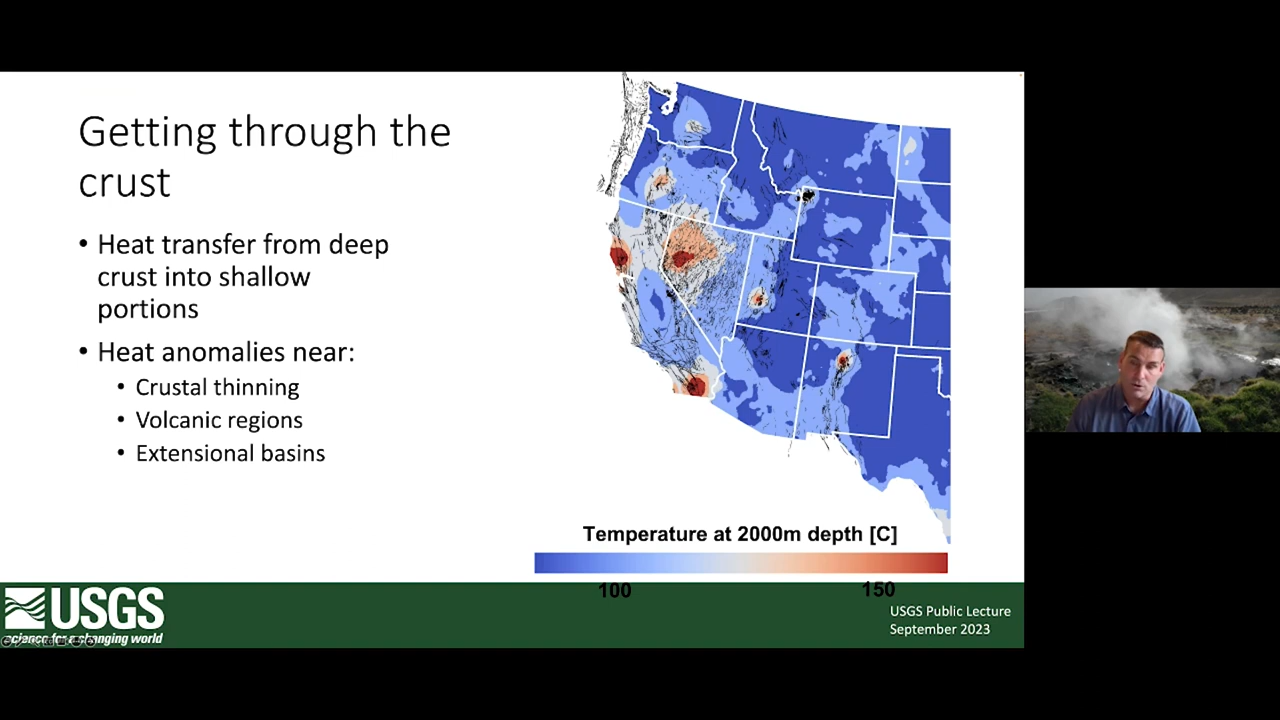 Getting through the
crust
• Heat transfer from deep
crust into shallow
portions
• Heat anomalies near:
• Crustal thinning
• Volcanic regions
• Extensional basins
Temperature at 2000m depth [C]
100
150
USGS
science for a changing world
USGS Public Lecture
September 2023